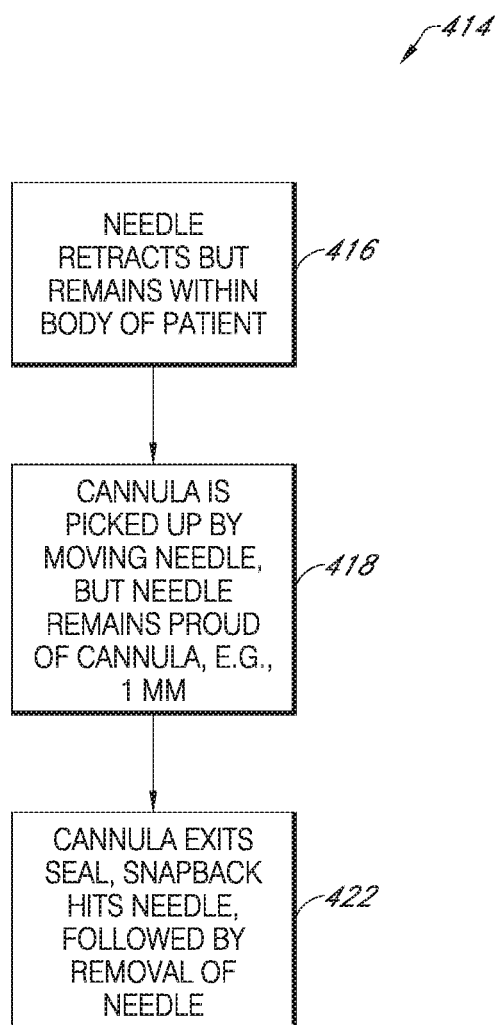 414
NEEDLE
RETRACTS BUT
REMAINS WITHIN
BODY OF PATIENT
416
CANNULA IS
PICKED UP BY
MOVING NEEDLE,
BUT NEEDLE
REMAINS PROUD
OF CANNULA, E.G.,
1 MM
418
CANNULA EXITS
SEAL, SNAPBACK
HITS NEEDLE,
FOLLOWED BY
REMOVAL OF
NEEDLE
422